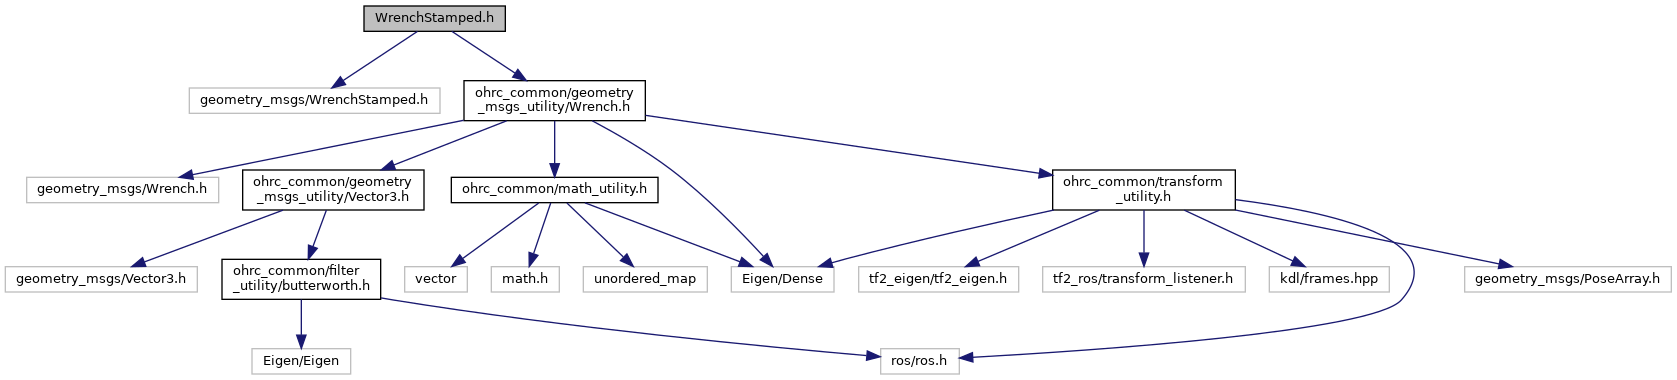 WrenchStamped.h
geometry_msgs/WrenchStamped.h
ohrc_common/geometry
_msgs_utility/Wrench.h
geometry_msgs/Wrench.h
ohrc_common/geometry
_msgs_utility/Vector3.h
ohrc_common/math_utility.h
ohrc_common/transform
_utility.h
geometry_msgs/Vector3.h
ohrc_common/filter
_utility/butterworth.h
vector
math.h
unordered_map
Eigen/Dense
tf2_eigen/tf2_eigen.h
tf2_ros/transform_listener.h
kdl/frames.hpp
geometry_msgs/PoseArray.h
Eigen/Eigen
ros/ros.h